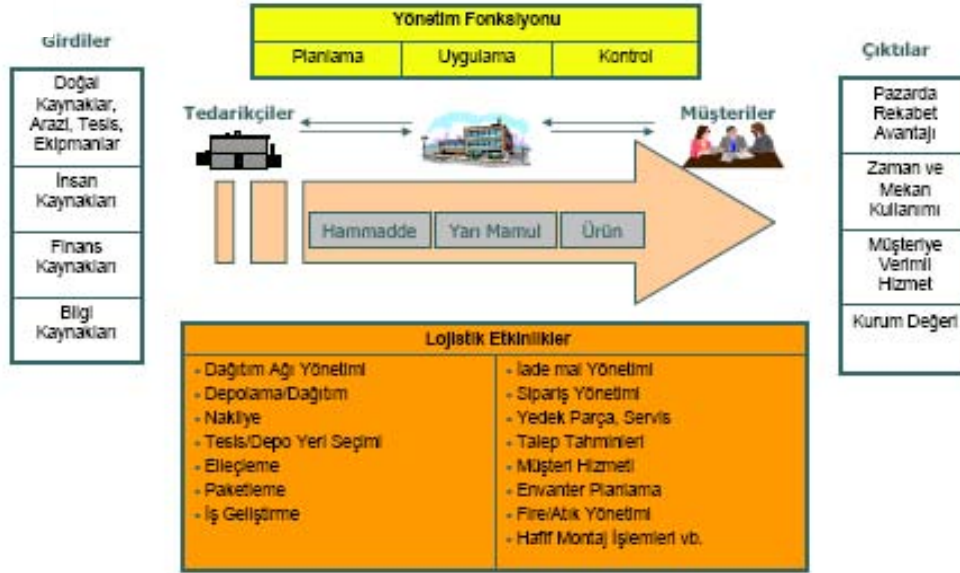 Yönetim Fonksiyonu
Planlama Uygulama Kontrol
Girdiler
Doğal
Kaynaklar,
Arazi, Tesis,
Ekipmanlar
İnsan
Kaynakları
Finans
Kaynakları
Bilgi
Kaynakları
Tedarikçiler
Müşteriler
Hammadde
Yarı Mamul
Ürün
Çıktılar
Pazarda
Rekabet
Avantajı
Zaman ve
Mekan
Kullanımı
Müşteriye
Verimli
Hizmet
Kurum Değeri
Lojistik Etkinlikler
- Dağıtım Ağı Yönetimi
- Depolama/Dağıtım
- Nakliye
- Tesis/Depo Yeri Seçimi
- Elleçleme
- Paketleme
- İş Geliştirme
- İade mal Yönetimi
- Sipariş Yönetimi
- Yedek Parça, Servis
- Talep Tahminleri
- Müşteri Hizmeti
- Envanter Planlama
- Fire/Atık Yönetimi
- Hafif Montaj İşlemleri vb.